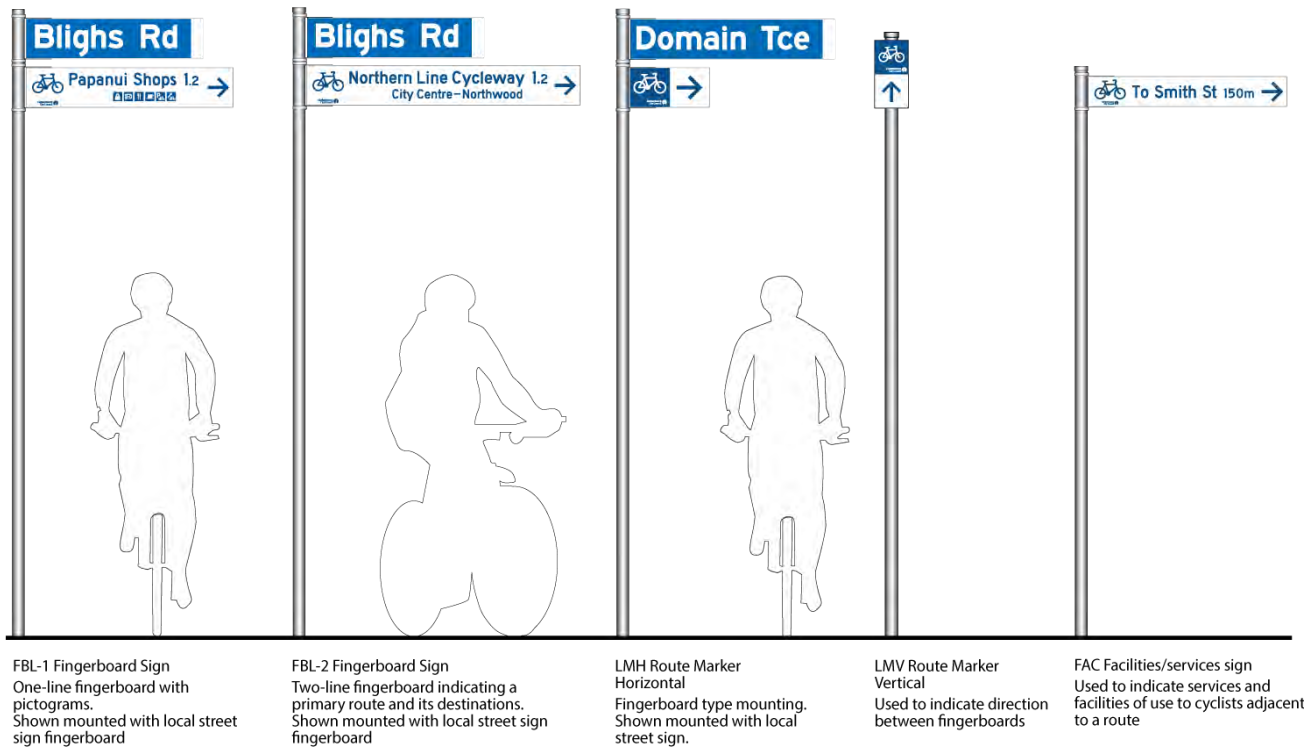 Blighs Rd
Papanui Shops 1.2
Blighs Rd
Northern Line Cycleway 1.2
City Centre–Northwood
Domain Tce
To Smith St 150m
FBL-1 Fingerboard Sign
One-line fingerboard with
pictograms.
Shown mounted with local street
sign fingerboard
FBL-2 Fingerboard Sign
Two-line fingerboard indicating a
primary route and its destinations.
Shown mounted with local street sign
fingerboard
LMH Route Marker
Horizontal
Fingerboard type mounting.
Shown mounted with local
street sign.
LMV Route Marker
Vertical
Used to indicate direction
between fingerboards
FAC Facilities/services sign
Used to indicate services and
facilities of use to cyclists adjacent
to a route